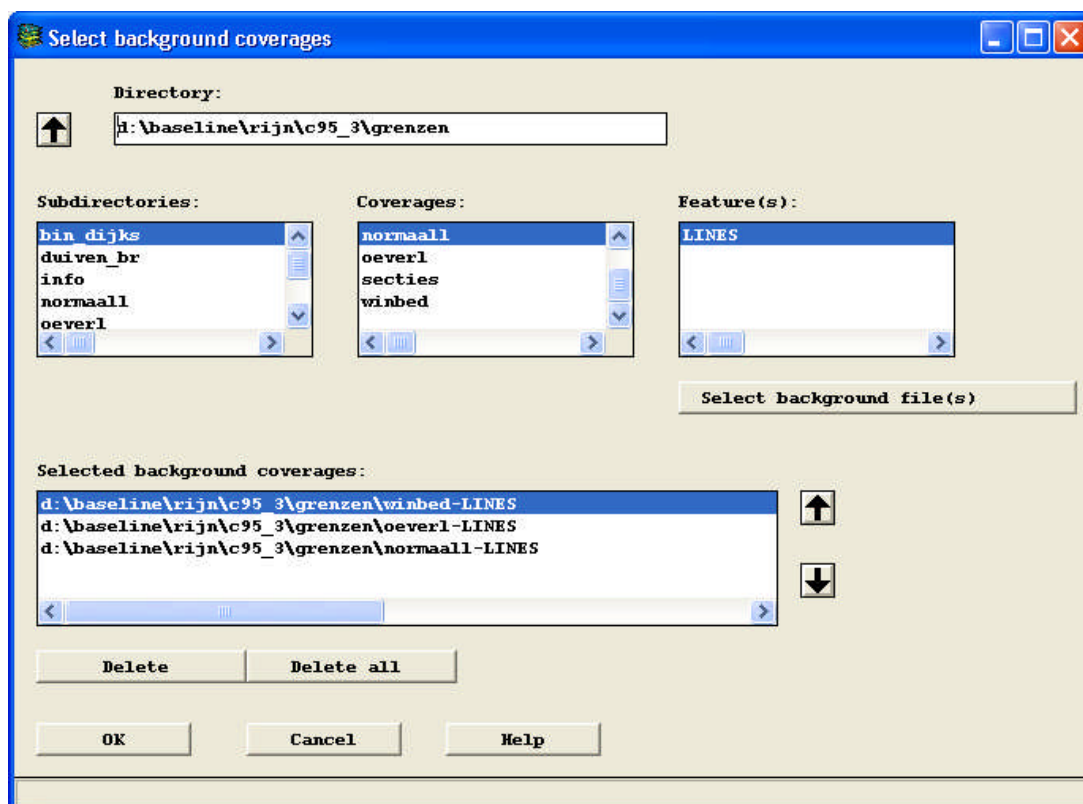 Select background coverages
Directory:
d:\baseline\rijn\c95_3\grenzen
Subdirectories:
bin_dijks
duiven_br
info
normaall
oeverl
Coverages:
normaall
oeverl
secties
winbed
Feature(s):
LINES
Select background file(s)
Selected background coverages:
d:\baseline\rijn\c95_3\grenzen\winbed-LINES
d:\baseline\rijn\c95_3\grenzen\oeverl-LINES
d:\baseline\rijn\c95_3\grenzen\normaall-LINES
Delete
Delete all
OK
Cancel
Help